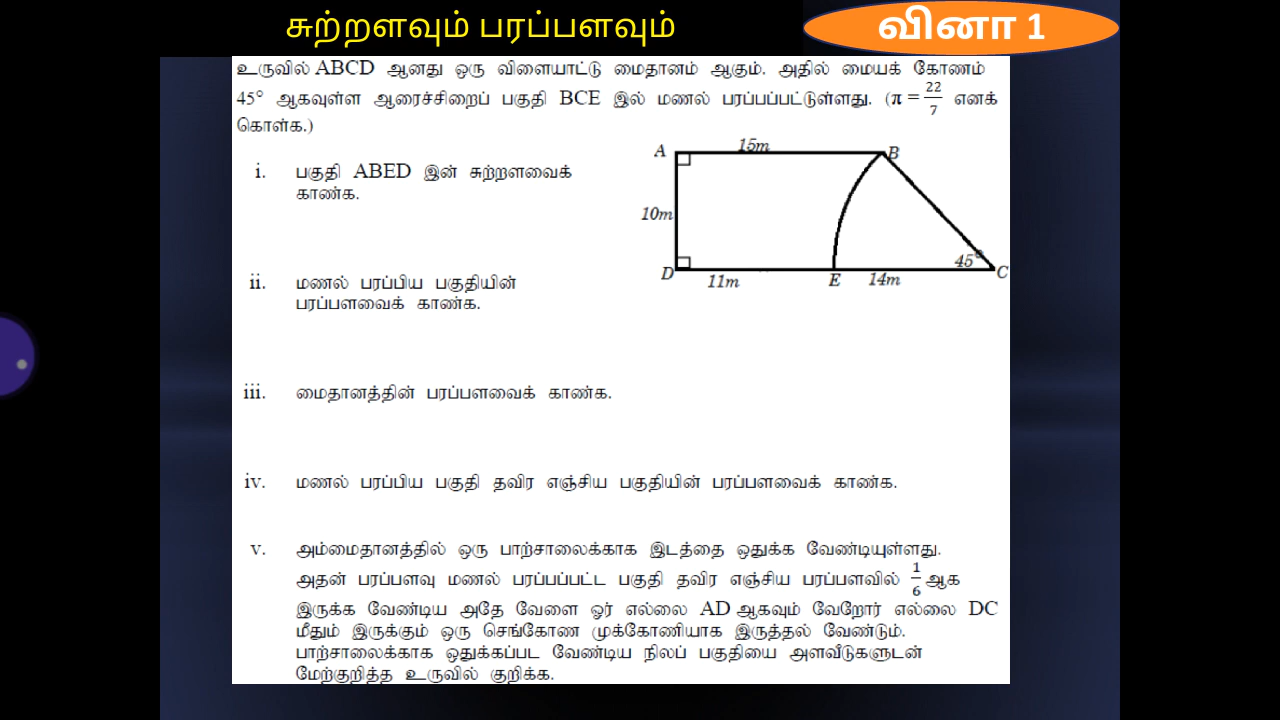 சுற்றளவும் பரப்பளவும்
வினா 1
உருவில் ABCD ஆனது ஒரு விளையாட்டு மைதானம் ஆகும். அதில் மையக் கோணம்
45° ஆகவுள்ள ஆரைச்சிறைப் பகுதி BCE இல் மணல் பரப்பப்பட்டுள்ளது. (π = 22/7 எனக்
கொள்க.)
i. பகுதி ABED இன் சுற்றளவைக்
காண்க.
A 15m B
10m
45°
D 11m E 14m C
ii. மணல் பரப்பிய பகுதியின்
பரப்பளவைக் காண்க.
iii. மைதானத்தின் பரப்பளவைக் காண்க.
iv. மணல் பரப்பிய பகுதி தவிர எஞ்சிய பகுதியின் பரப்பளவைக் காண்க.
v. அம்மைதானத்தில் ஒரு பாற்சாலைக்காக இடத்தை ஒதுக்க வேண்டியுள்ளது.
அதன் பரப்பளவு மணல் பரப்பப்பட்ட பகுதி தவிர எஞ்சிய பரப்பளவில் 1/6 ஆக
இருக்க வேண்டிய அதே வேளை ஓர் எல்லை AD ஆகவும் வேறோர் எல்லை DC
மீதும் இருக்கும் ஒரு செங்கோண முக்கோணியாக இருத்தல் வேண்டும்.
பாற்சாலைக்காக ஒதுக்கப்பட வேண்டிய நிலப் பகுதியை அளவீடுகளுடன்
மேற்குறித்த உருவில் குறிக்க.